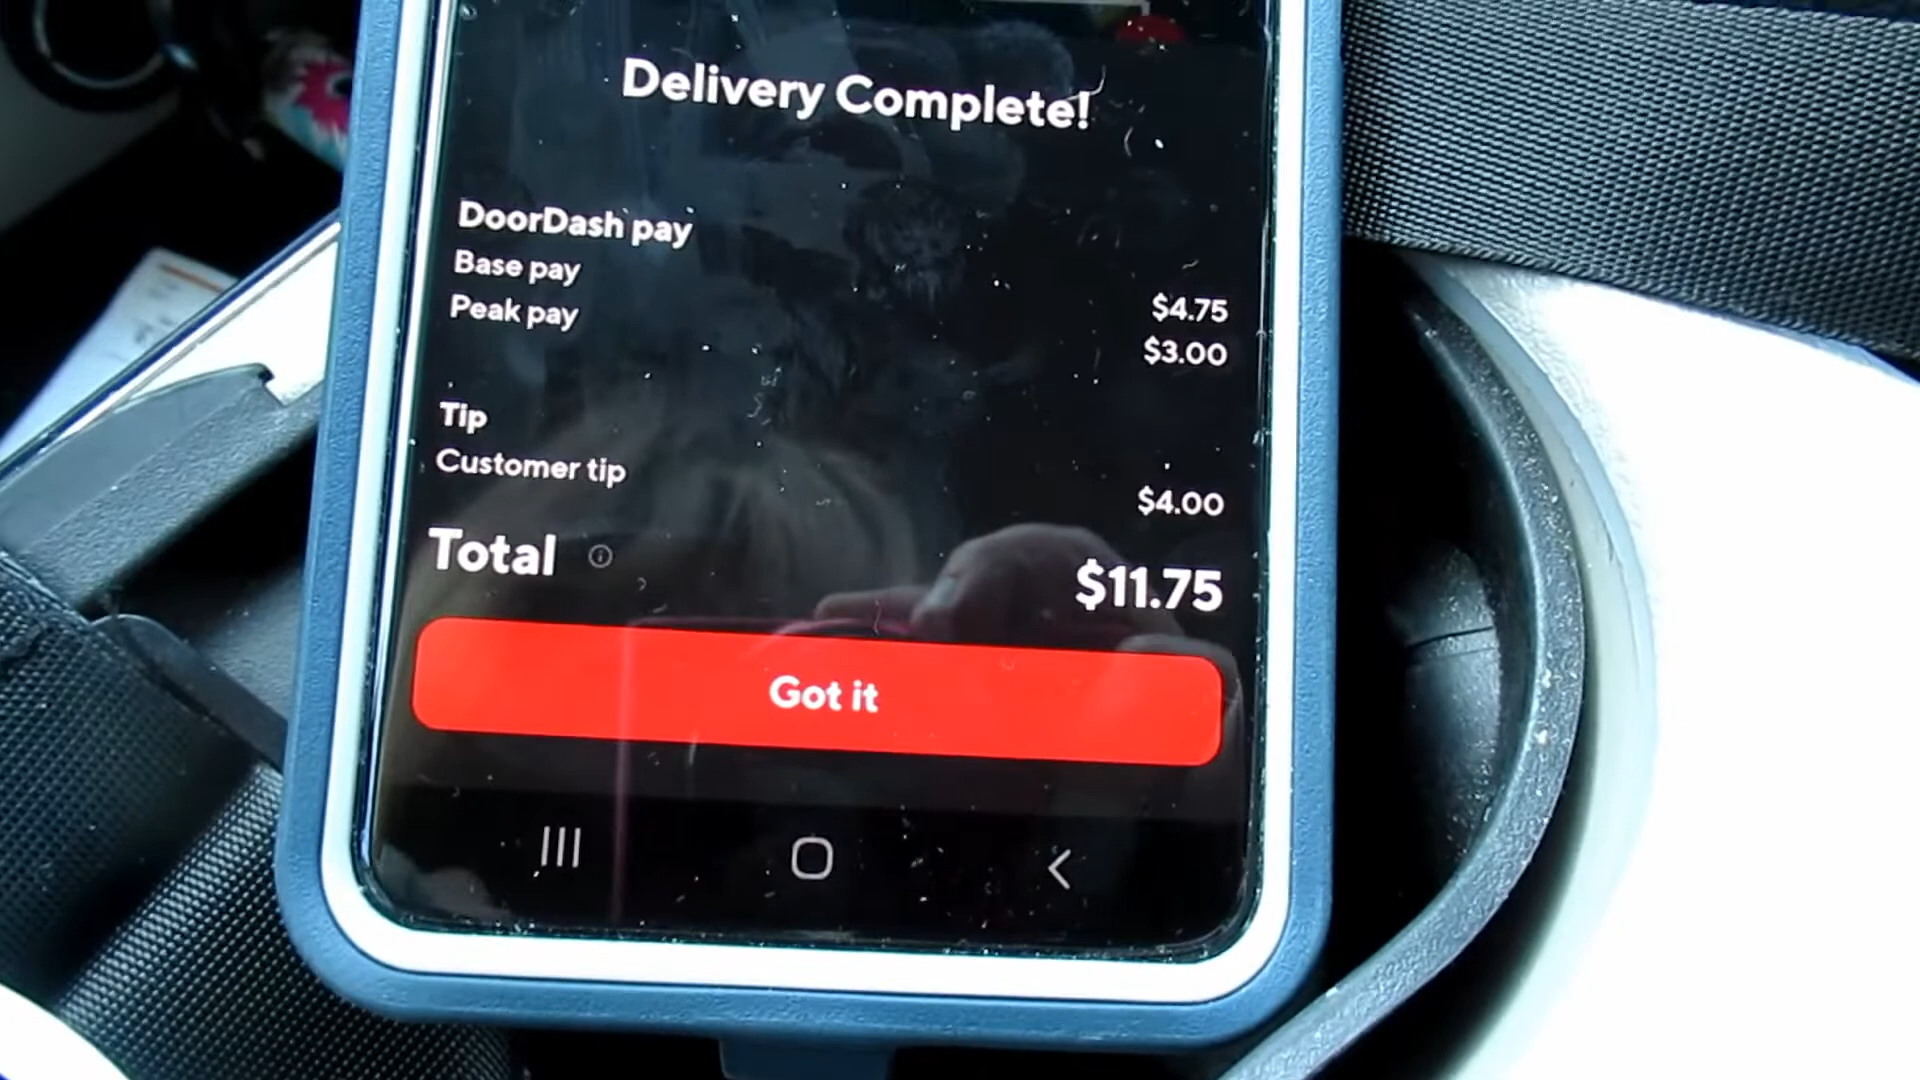 Delivery Complete!
DoorDash pay
Base pay $4.75
Peak pay $3.00
Tip
Customer tip $4.00
Total $11.75
Got it